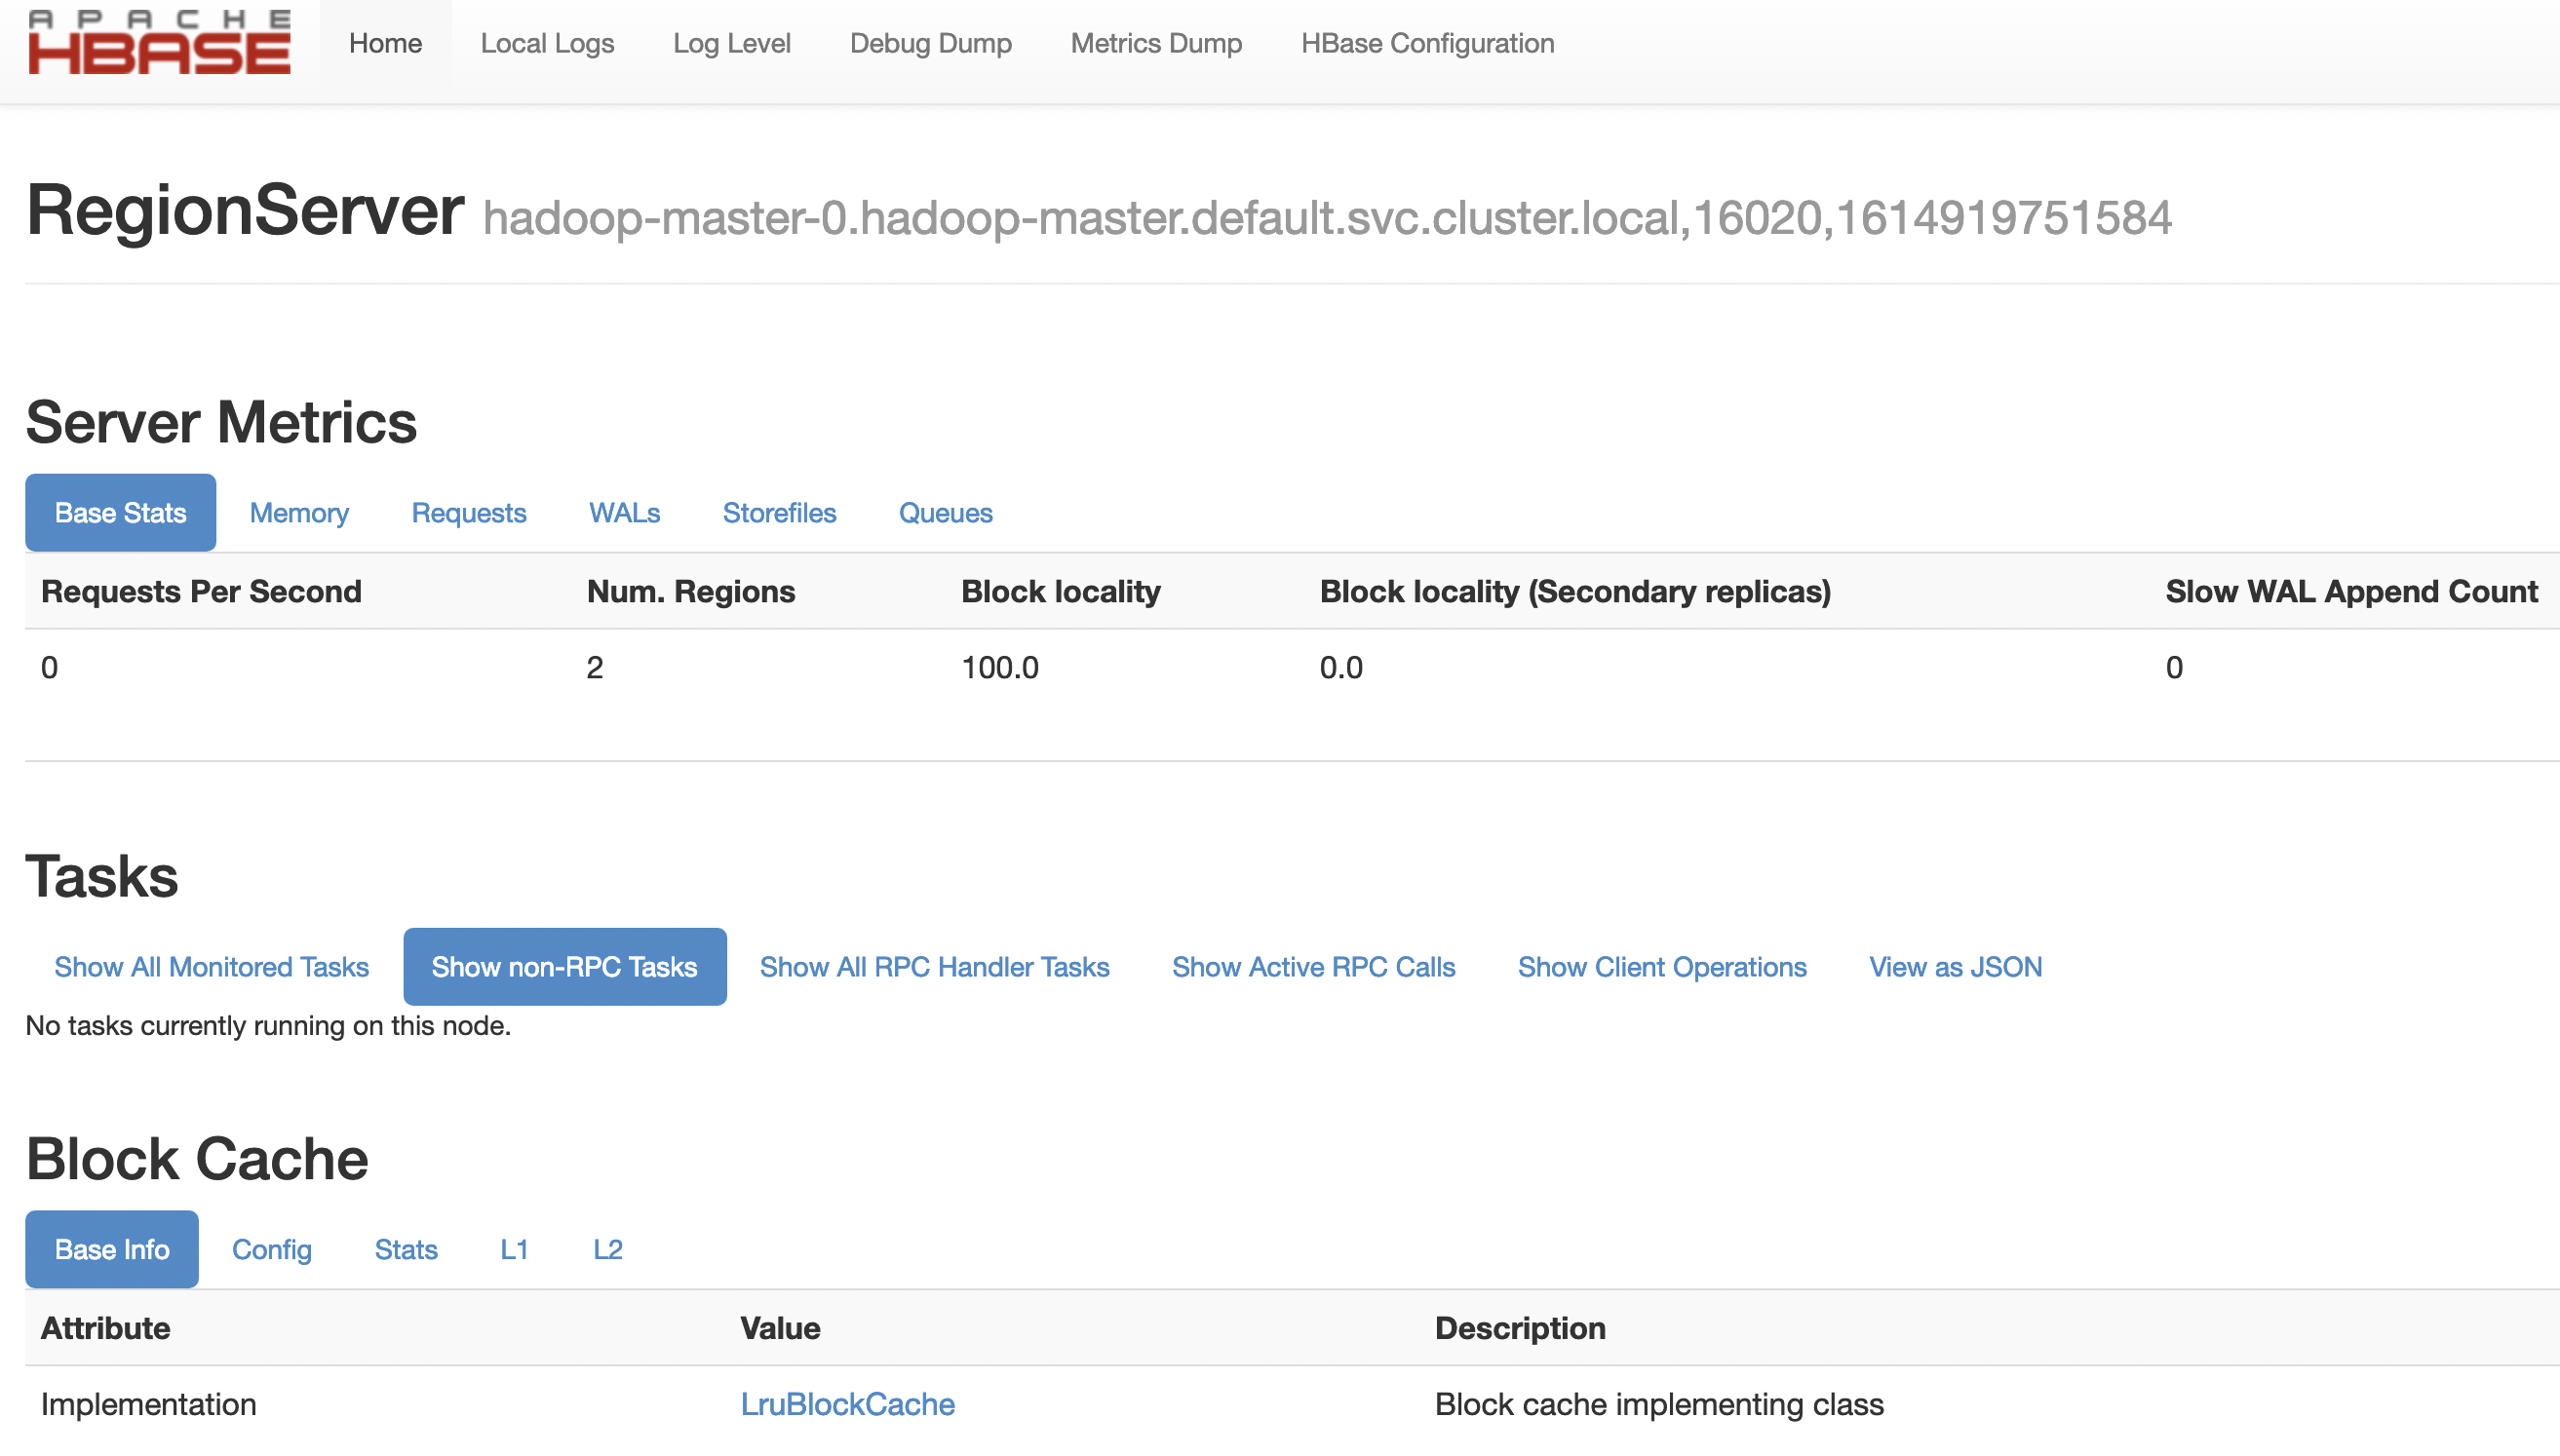 APACHE
HBASE
Home Local Logs Log Level Debug Dump Metrics Dump HBase Configuration
RegionServer hadoop-master-0.hadoop-master.default.svc.cluster.local,16020,1614919751584
Server Metrics
Base Stats Memory Requests WALs Storefiles Queues
Requests Per Second Num. Regions Block locality Block locality (Secondary replicas) Slow WAL Append Count
0 2 100.0 0.0 0
Tasks
Show All Monitored Tasks Show non-RPC Tasks Show All RPC Handler Tasks Show Active RPC Calls Show Client Operations View as JSON
No tasks currently running on this node.
Block Cache
Base Info Config Stats L1 L2
Attribute Value Description
Implementation LruBlockCache Block cache implementing class